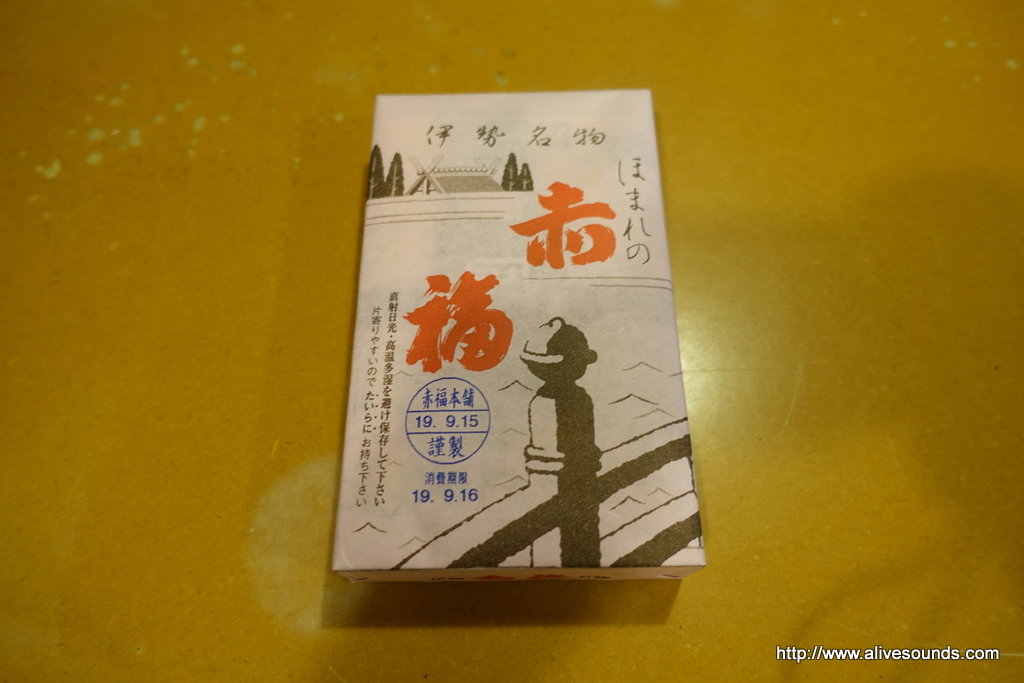 伊勢名物
ほまれの
赤
福
直射日光・高温多湿を避け保存して下さい
片寄りやすいので たいらに お持ち下さい
赤福本舗
19. 9.15
謹製
消費期限
19. 9.16
http://www.alivesounds.com